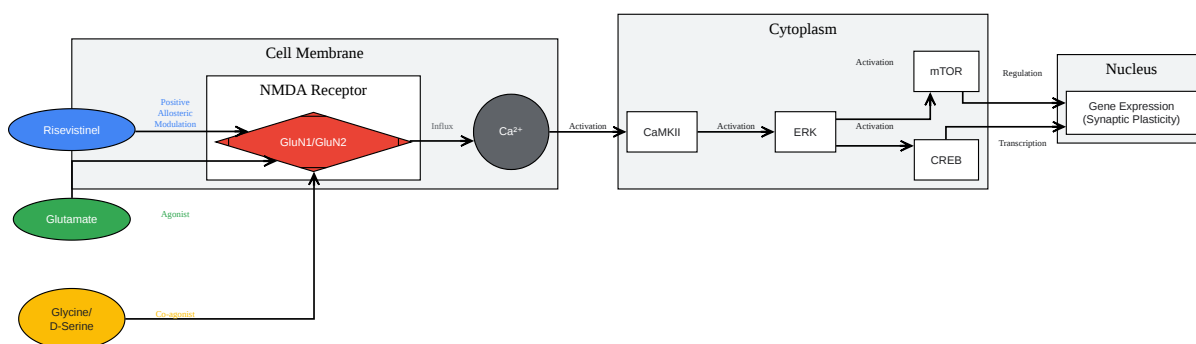 Cytoplasm
Cell Membrane
Activation
mTOR
Regulation
Nucleus
NMDA Receptor
Positive
Allosteric
Modulation
Risevistinel
GluN1/GluN2
Influx
Ca²⁺
Activation
CaMKII
Activation
ERK
Activation
CREB
Gene Expression
(Synaptic Plasticity)
Transcription
Glutamate
Agonist
Glycine/
D-Serine
Co-agonist